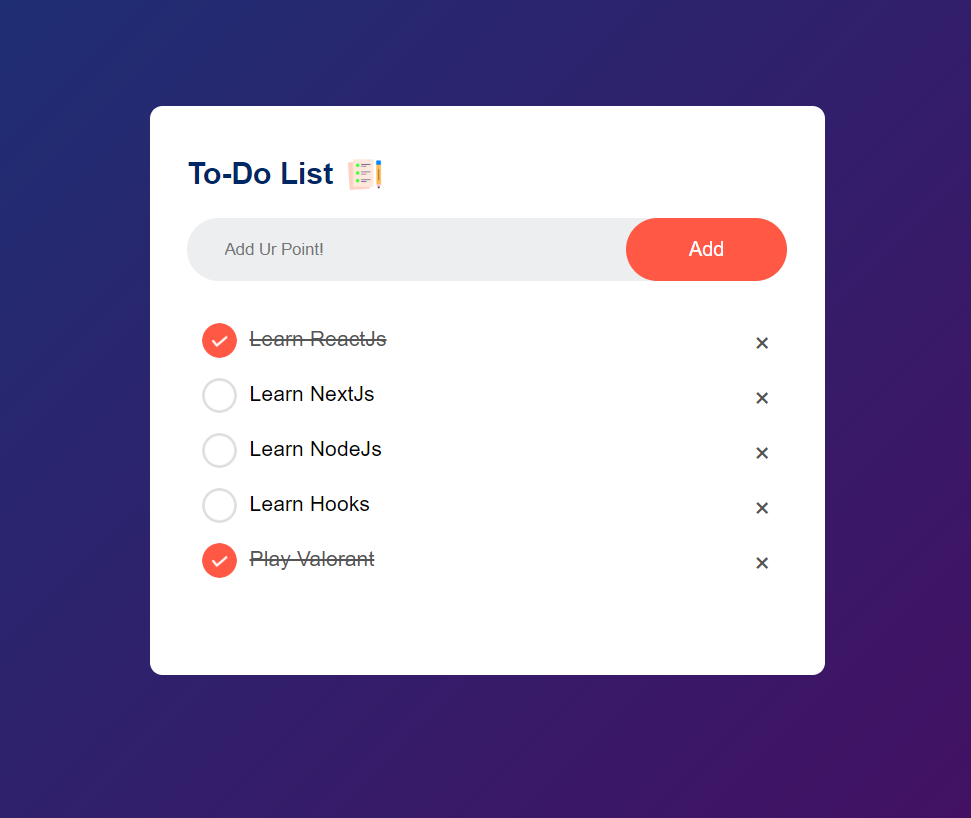 To-Do List
Add Ur Point!
Add
Learn ReactJs
Learn NextJs
Learn NodeJs
Learn Hooks
Play Valorant